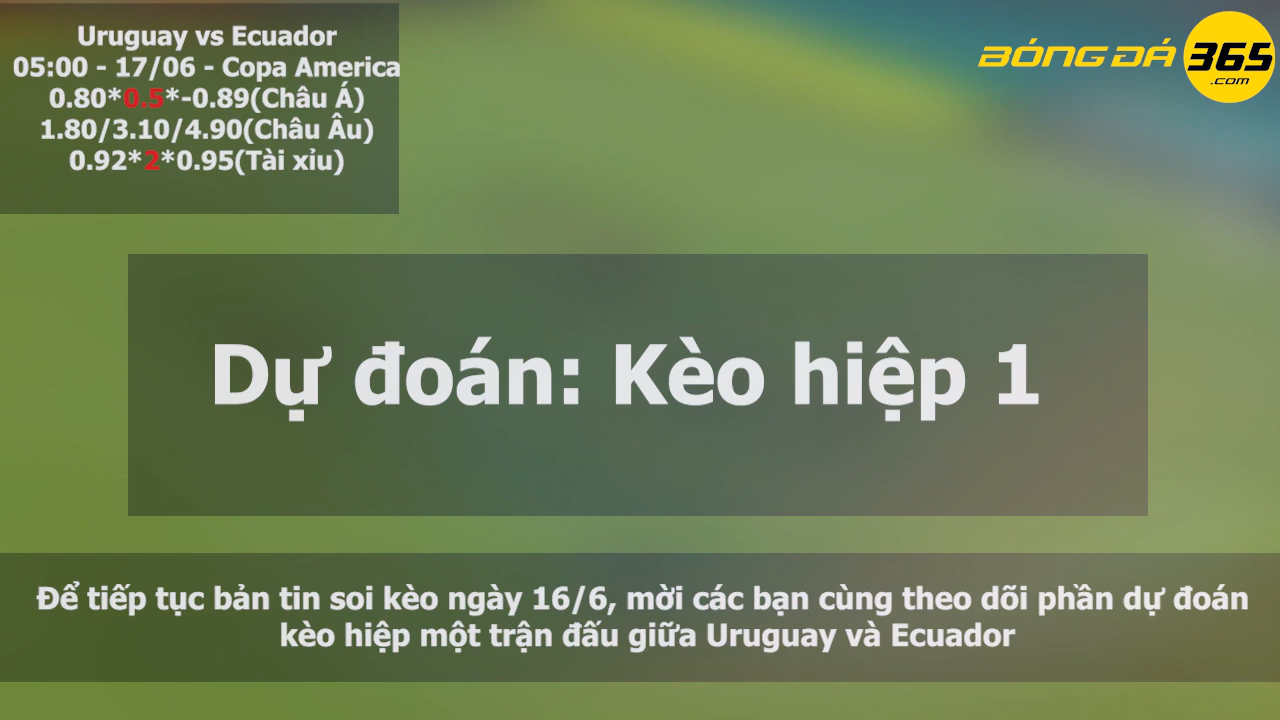 Uruguay vs Ecuador
05:00 - 17/06 - Copa America
0.80*0.5*-0.89(Châu Á)
1.80/3.10/4.90(Châu Âu)
0.92*2*0.95(Tài xỉu)
BÓNG ĐÁ 365
.COM
Dự đoán: Kèo hiệp 1
Để tiếp tục bản tin soi kèo ngày 16/6, mời các bạn cùng theo dõi phần dự đoán
kèo hiệp một trận đấu giữa Uruguay và Ecuador